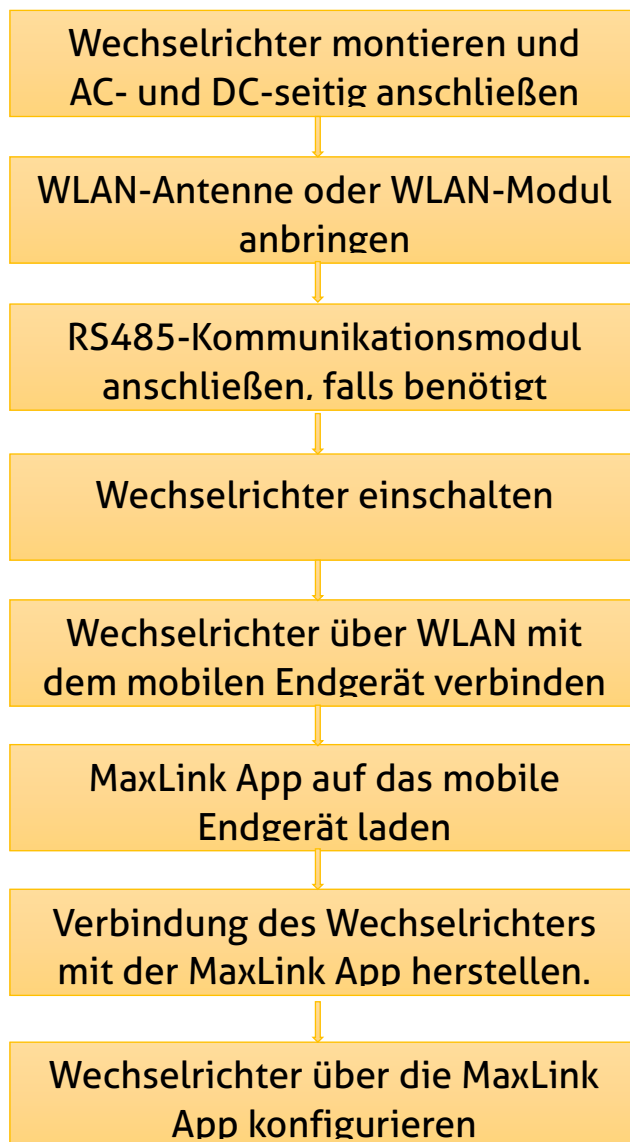 Wechselrichter montieren und
AC- und DC-seitig anschließen
WLAN-Antenne oder WLAN-Modul
anbringen
RS485-Kommunikationsmodul
anschließen, falls benötigt
Wechselrichter einschalten
Wechselrichter über WLAN mit
dem mobilen Endgerät verbinden
MaxLink App auf das mobile
Endgerät laden
Verbindung des Wechselrichters
mit der MaxLink App herstellen.
Wechselrichter über die MaxLink
App konfigurieren